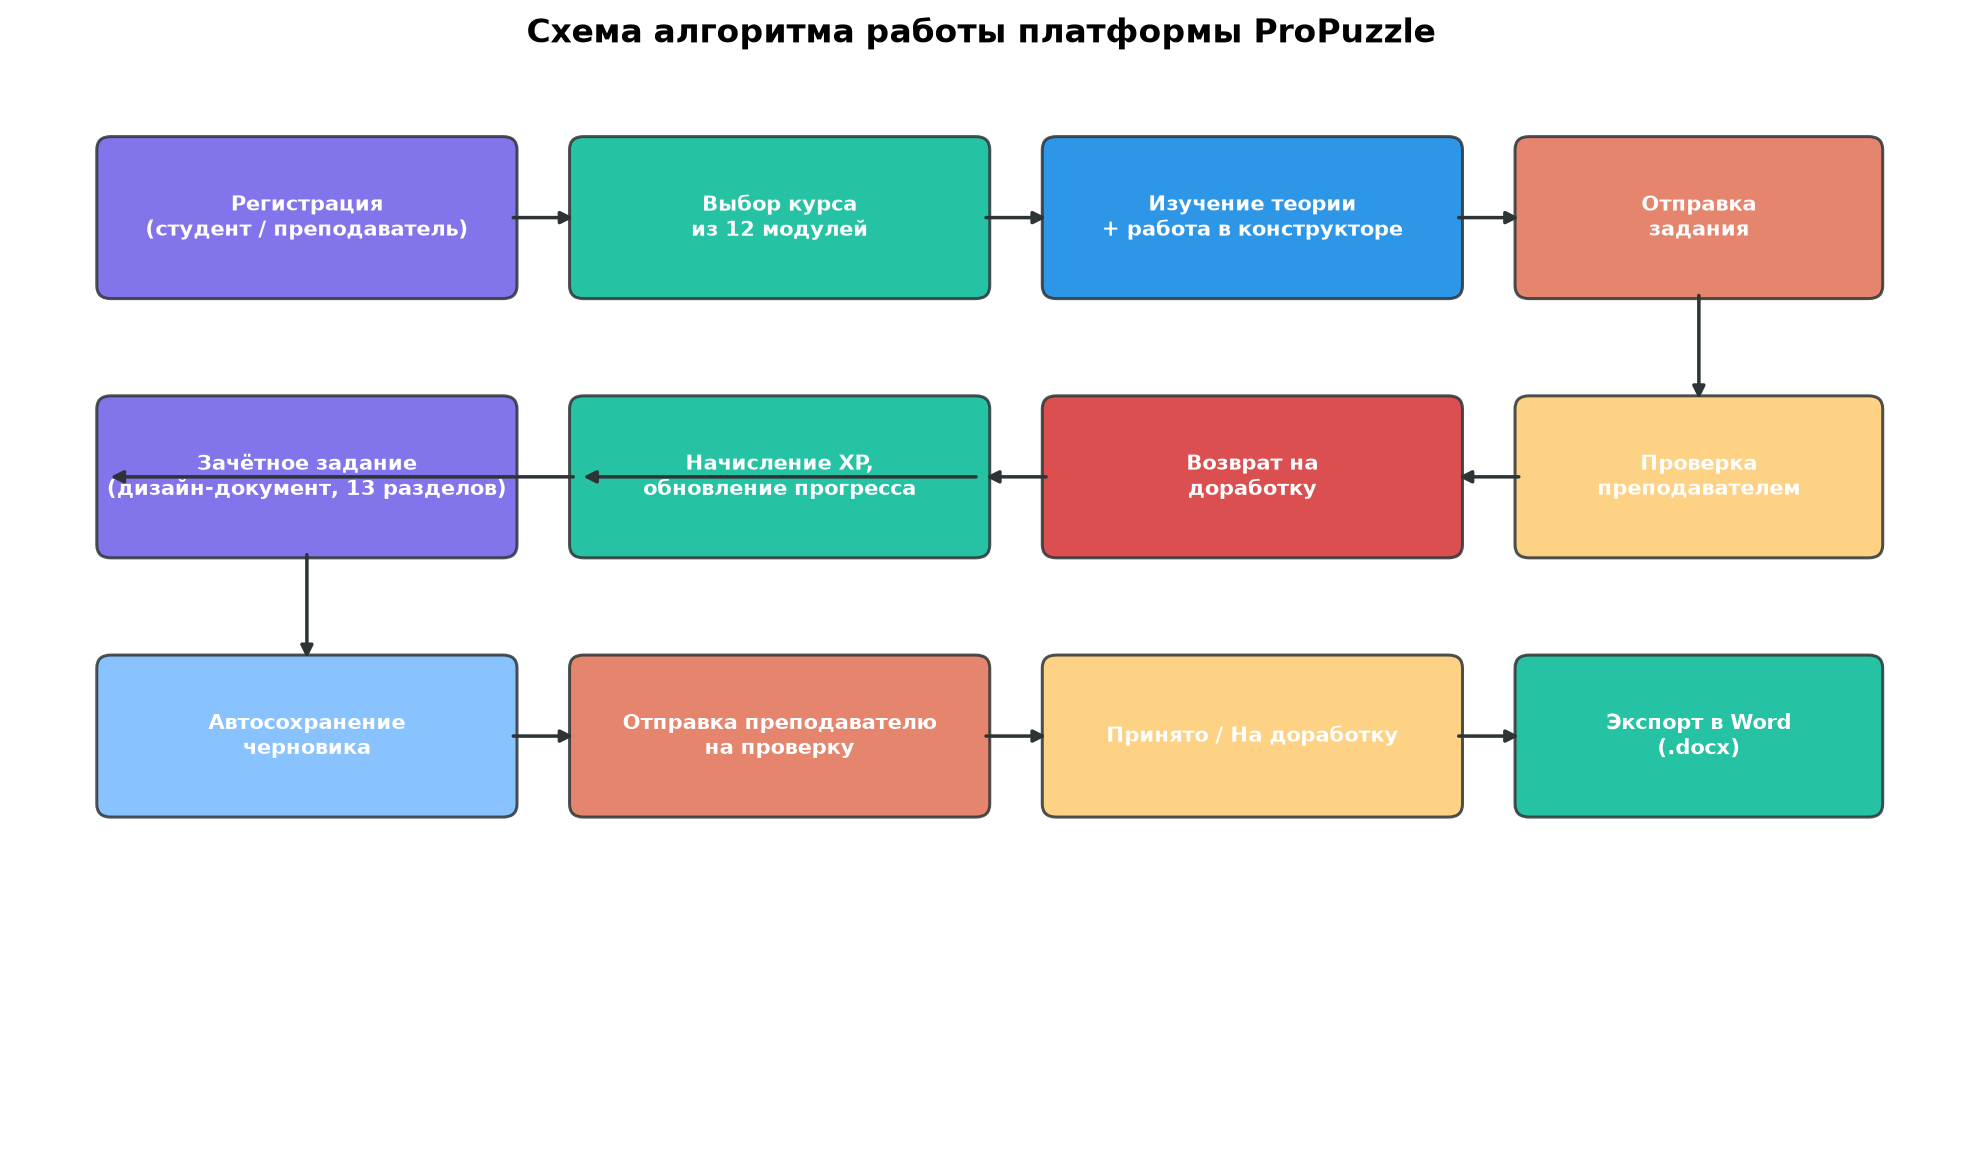 Схема алгоритма работы платформы ProPuzzle
Регистрация
(студент / преподаватель)
Выбор курса
из 12 модулей
Изучение теории
+ работа в конструкторе
Отправка
задания
Зачётное задание
(дизайн-документ, 13 разделов)
Начисление XP,
обновление прогресса
Возврат на
доработку
Проверка
преподавателем
Автосохранение
черновика
Отправка преподавателю
на проверку
Принято / На доработку
Экспорт в Word
(.docx)